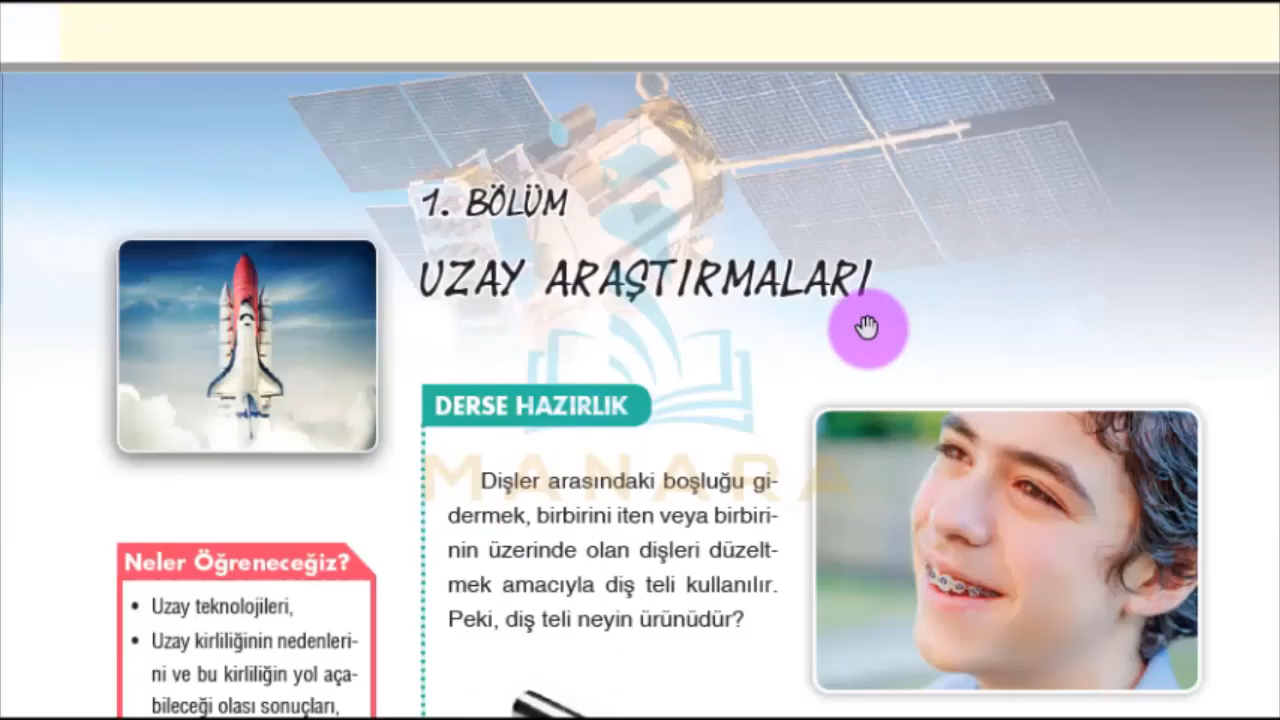 1. BÖLÜM
UZAY ARAŞTIRMALARI
DERSE HAZIRLIK
MANARA
Dişler arasındaki boşluğu gi-
dermek, birbirini iten veya birbiri-
nin üzerinde olan dişleri düzelt-
mek amacıyla diş teli kullanılır.
Peki, diş teli neyin ürünüdür?
Neler Öğreneceğiz?
• Uzay teknolojileri,
• Uzay kirliliğinin nedenleri-
ni ve bu kirliliğin yol aça-
bileceği olası sonuçları,